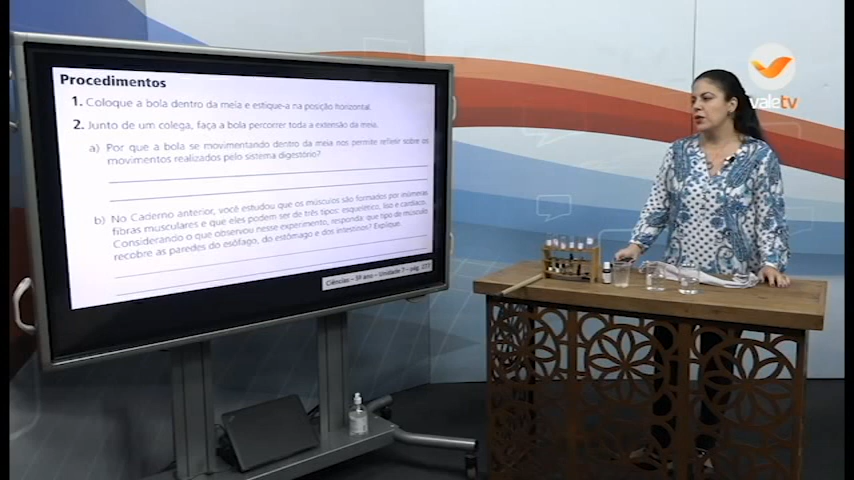 Procedimentos
1. Coloque a bola dentro da meia e estique-a na posição horizontal.
2. Junto de um colega, faça a bola percorrer toda a extensão da meia.
a) Por que a bola se movimentando dentro da meia nos permite refletir sobre os
movimentos realizados pelo sistema digestório?
b) No Caderno anterior, você estudou que os músculos são formados por inúmeras
fibras musculares e que eles podem ser de três tipos: esquelético, liso e cardíaco.
Considerando o que observou nesse experimento, responda: que tipo de músculo
recobre as paredes do esôfago, do estômago e dos intestinos? Explique.
Ciências – 5º ano – Unidade 7 – pág. 277
valetv